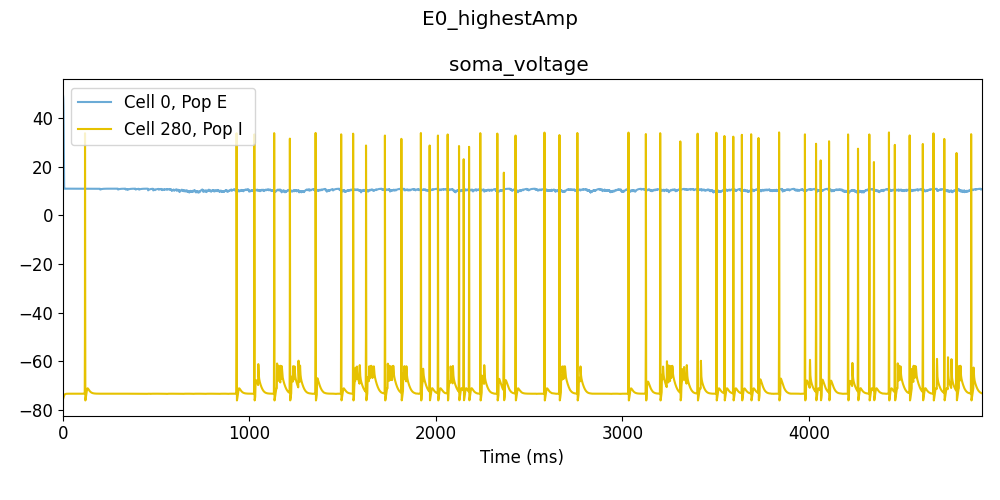 E0_highestAmp
soma_voltage
Cell 0, Pop E
Cell 280, Pop I
40
20
0
−20
−40
−60
−80
0 1000 2000 3000 4000
Time (ms)